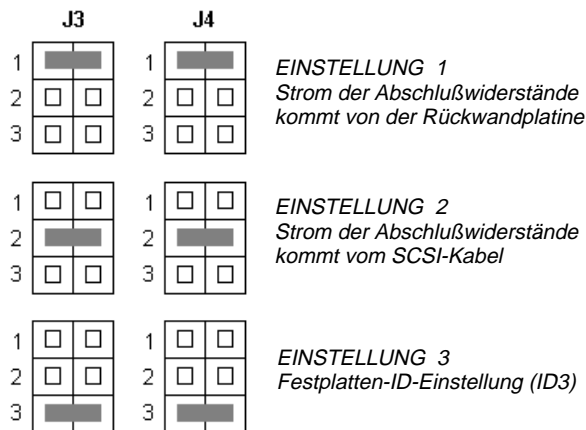 J3 J4
1 1
2 2
3 3
EINSTELLUNG 1
Strom der Abschlußwiderstände
kommt von der Rückwandplatine
1 1
2 2
3 3
EINSTELLUNG 2
Strom der Abschlußwiderstände
kommt vom SCSI-Kabel
1 1
2 2
3 3
EINSTELLUNG 3
Festplatten-ID-Einstellung (ID3)